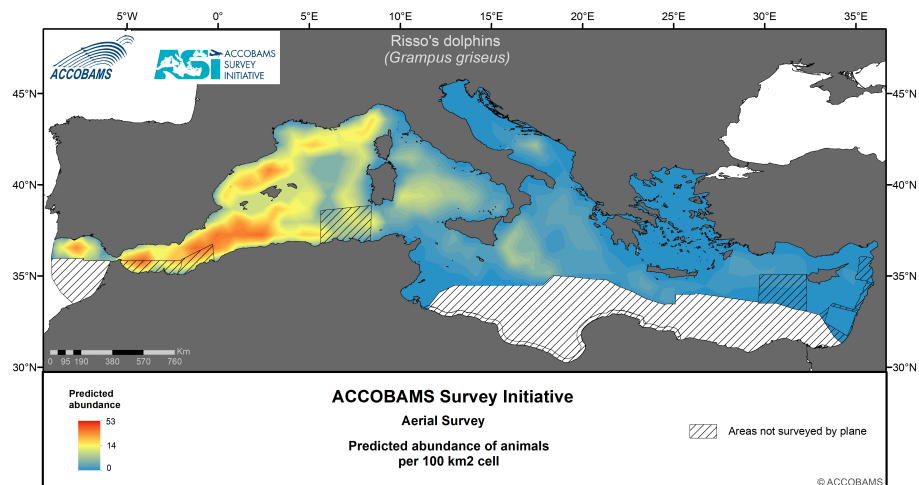 5°W 0° 5°E 10°E 15°E 20°E 25°E 30°E 35°E
Risso's dolphins
(Grampus griseus)
ACCOBAMS
ASI
ACCOBAMS
SURVEY
INITIATIVE
45°N 45°N
40°N 40°N
35°N 35°N
30°N 30°N
Km
0 95 190 380 570 760
Predicted
abundance
53
14
0
ACCOBAMS Survey Initiative
Aerial Survey
Predicted abundance of animals
per 100 km2 cell
Areas not surveyed by plane
© ACCOBAMS